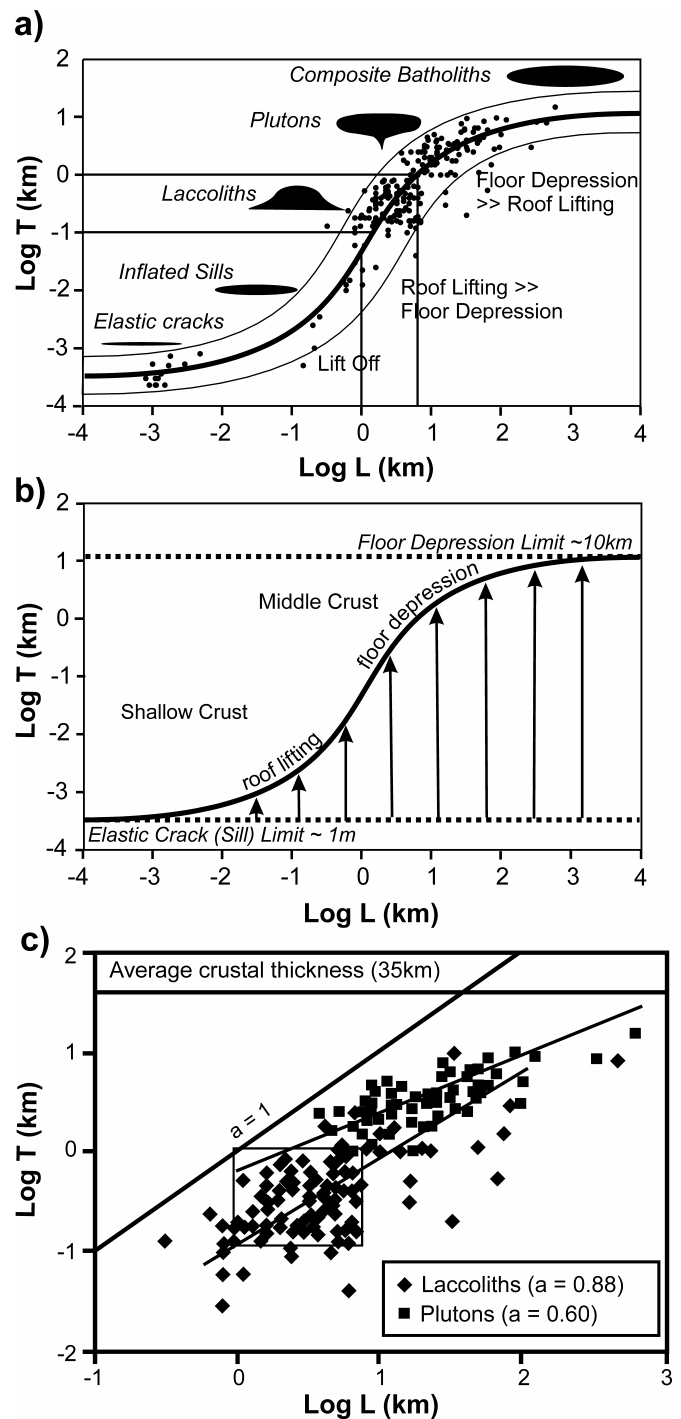 a)
Log T (km)
2
1
0
-1
-2
-3
-4
Composite Batholiths
Plutons
Laccoliths
Inflated Sills
Elastic cracks
Floor Depression
>> Roof Lifting
Roof Lifting >>
Floor Depression
Lift Off
-4 -3 -2 -1 0 1 2 3 4
Log L (km)
b)
Log T (km)
2
1
0
-1
-2
-3
-4
Floor Depression Limit ~10km
Middle Crust
floor depression
Shallow Crust
roof lifting
Elastic Crack (Sill) Limit ~ 1m
-4 -3 -2 -1 0 1 2 3 4
Log L (km)
c)
Log T (km)
2
1
0
-1
-2
Average crustal thickness (35km)
a = 1
Laccoliths (a = 0.88)
Plutons (a = 0.60)
-1 0 1 2 3
Log L (km)